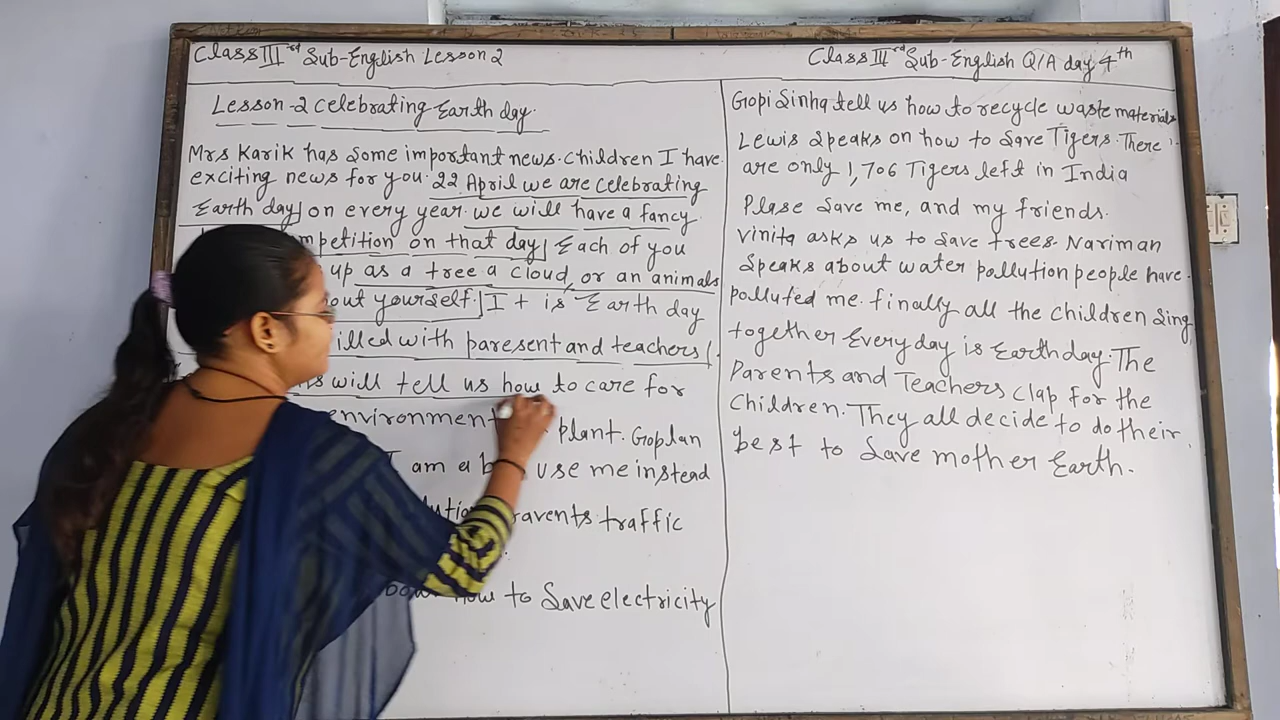 Class III rd Sub-English Lesson 2
Lesson-2 Celebrating Earth day.
Mrs Karik has Some important news. children I have
exciting news for you. 22 April we are celebrating
Earth day on every year. we will have a fancy
mpetition on that day Each of you
up as a tree a cloud, or an animals
out yourself. It is Earth day
illed with paresent and teachers
ns will tell us how to care for
environment plant. Goplan
I am a b use me instead
lution pravents traffic
how to Save electricity
Class III rd Sub-English Q/A day 4th
Gopi Sinha tell us how to recycle waste materials
Lewis Speaks on how to Save Tigers. There
are only 1,706 Tigers left in India
Plase Save me, and my friends.
vinita asks us to Save trees. Nariman
Speaks about water pollution people have
polluted me. finally all the children Sing
together Every day is Earth day. The
Parents and Teachers clap for the
children. They all decide to do their
best to Save mother Earth.